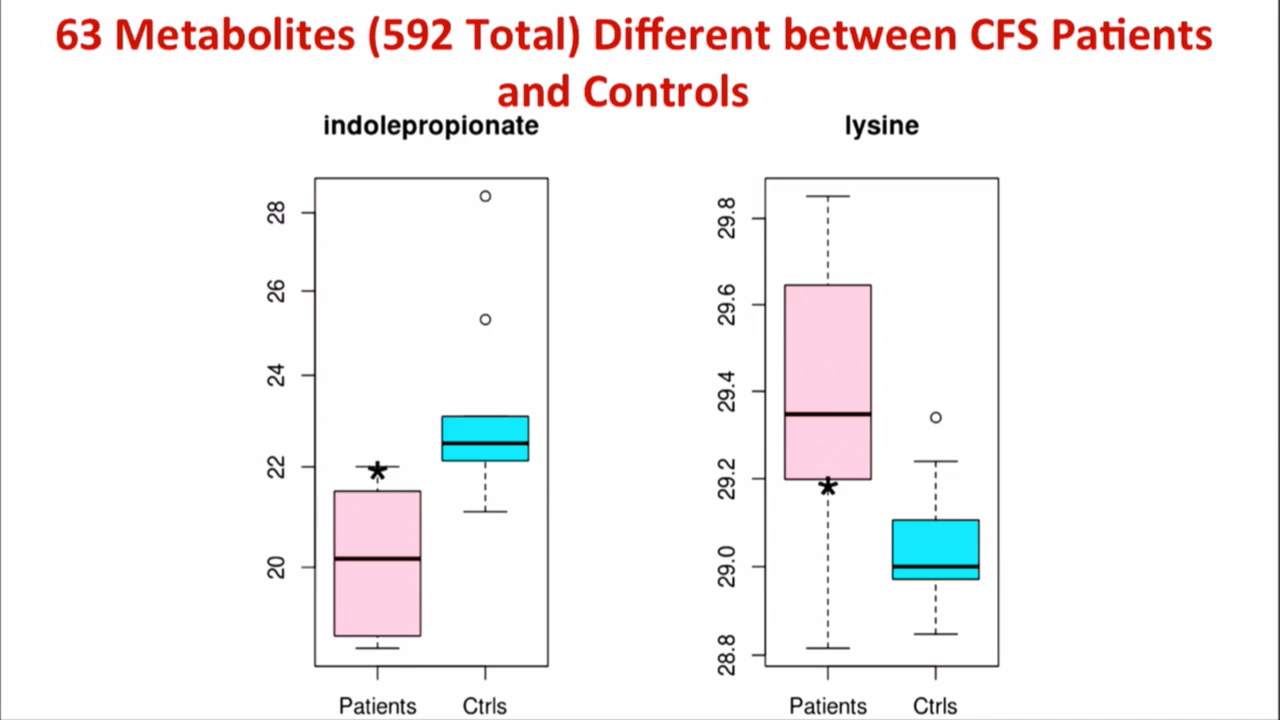 63 Metabolites (592 Total) Different between CFS Patients
and Controls
indolepropionate
28
26
24
22
20
Patients Ctrls
lysine
29.8
29.6
29.4
29.2
29.0
28.8
Patients Ctrls